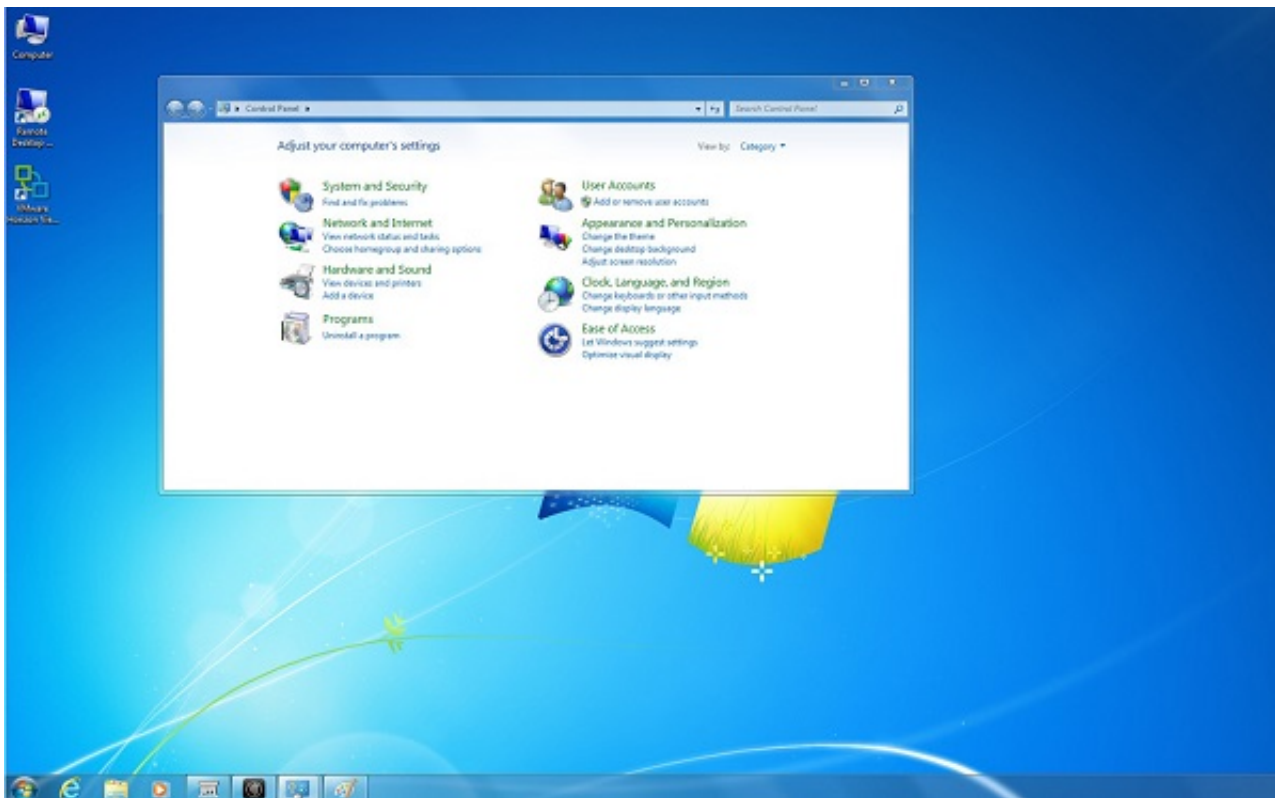 Computer
Remote
Desktop ...
VMware
Horizon Vie...
Control Panel
Search Control Panel
Adjust your computer's settings
View by: Category
System and Security
Find and fix problems
Network and Internet
View network status and tasks
Choose homegroup and sharing options
Hardware and Sound
View devices and printers
Add a device
Programs
Uninstall a program
User Accounts
Add or remove user accounts
Appearance and Personalization
Change the theme
Change desktop background
Adjust screen resolution
Clock, Language, and Region
Change keyboards or other input methods
Change display language
Ease of Access
Let Windows suggest settings
Optimise visual display